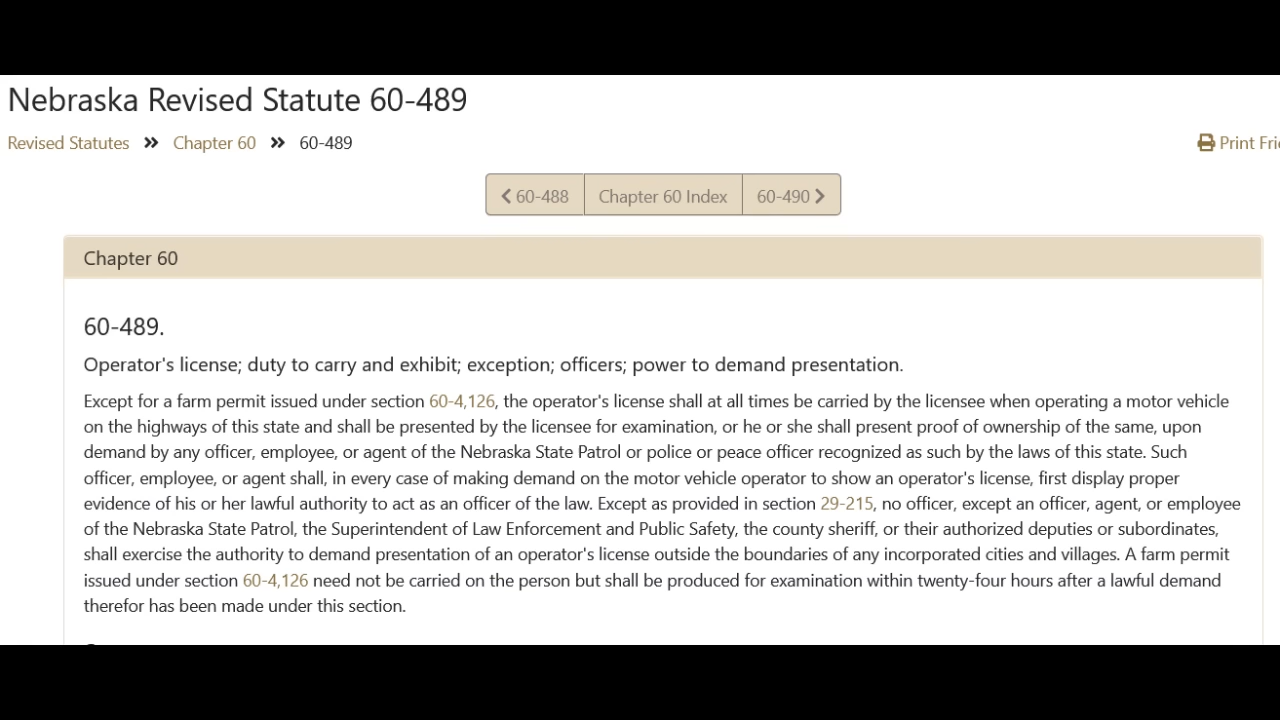 Nebraska Revised Statute 60-489
Revised Statutes » Chapter 60 » 60-489
Print Frie
60-488 Chapter 60 Index 60-490
Chapter 60
60-489.
Operator's license; duty to carry and exhibit; exception; officers; power to demand presentation.
Except for a farm permit issued under section 60-4,126, the operator's license shall at all times be carried by the licensee when operating a motor vehicle
on the highways of this state and shall be presented by the licensee for examination, or he or she shall present proof of ownership of the same, upon
demand by any officer, employee, or agent of the Nebraska State Patrol or police or peace officer recognized as such by the laws of this state. Such
officer, employee, or agent shall, in every case of making demand on the motor vehicle operator to show an operator's license, first display proper
evidence of his or her lawful authority to act as an officer of the law. Except as provided in section 29-215, no officer, except an officer, agent, or employee
of the Nebraska State Patrol, the Superintendent of Law Enforcement and Public Safety, the county sheriff, or their authorized deputies or subordinates,
shall exercise the authority to demand presentation of an operator's license outside the boundaries of any incorporated cities and villages. A farm permit
issued under section 60-4,126 need not be carried on the person but shall be produced for examination within twenty-four hours after a lawful demand
therefor has been made under this section.